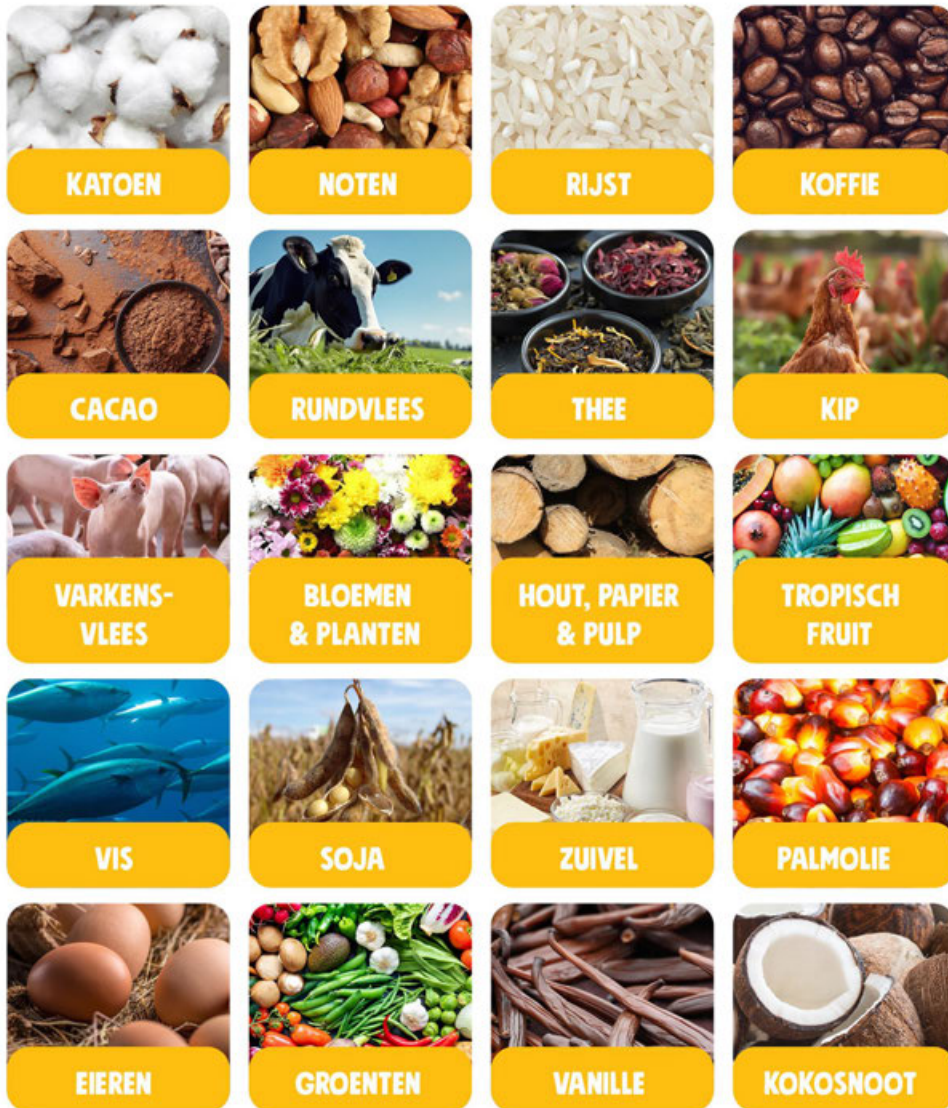 KATOEN
NOTEN
RIJST
KOFFIE
CACAO
RUNDVLEES
THEE
KIP
VARKENS-
VLEES
BLOEMEN
& PLANTEN
HOUT, PAPIER
& PULP
TROPISCH
FRUIT
VIS
SOJA
ZUIVEL
PALMOLIE
EIEREN
GROENTEN
VANILLE
KOKOSNOOT